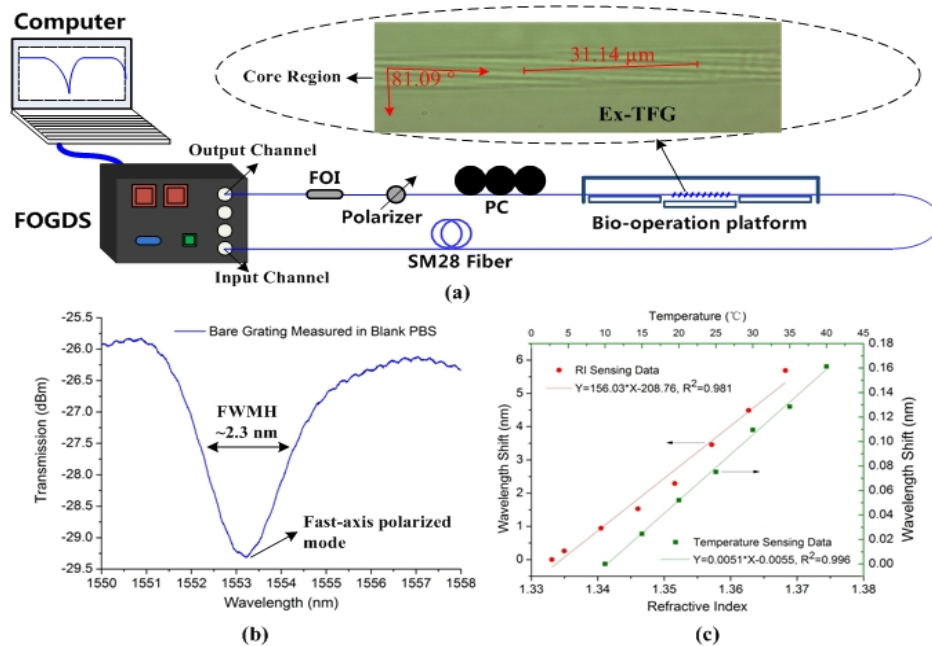 Computer
Core Region
81.09 °
31.14 µm
Ex-TFG
Output Channel
FOI
Polarizer
PC
Bio-operation platform
FOGDS
SM28 Fiber
Input Channel
(a)
-25.5
-26.0
-26.5
-27.0
-27.5
-28.0
-28.5
-29.0
-29.5
Transmission (dBm)
Bare Grating Measured in Blank PBS
FWMH
~2.3 nm
Fast-axis polarized
mode
1550 1551 1552 1553 1554 1555 1556 1557 1558
Wavelength (nm)
(b)
Temperature (℃)
0 5 10 15 20 25 30 35 40 45
6
5
4
3
2
1
0
Wavelength Shift (nm)
RI Sensing Data
Y=156.03*X-208.76, R²=0.981
Temperature Sensing Data
Y=0.0051*X-0.0055, R²=0.996
0.18
0.16
0.14
0.12
0.10
0.08
0.06
0.04
0.02
0.00
Wavelength Shift (nm)
1.33 1.34 1.35 1.36 1.37 1.38
Refractive Index
(c)